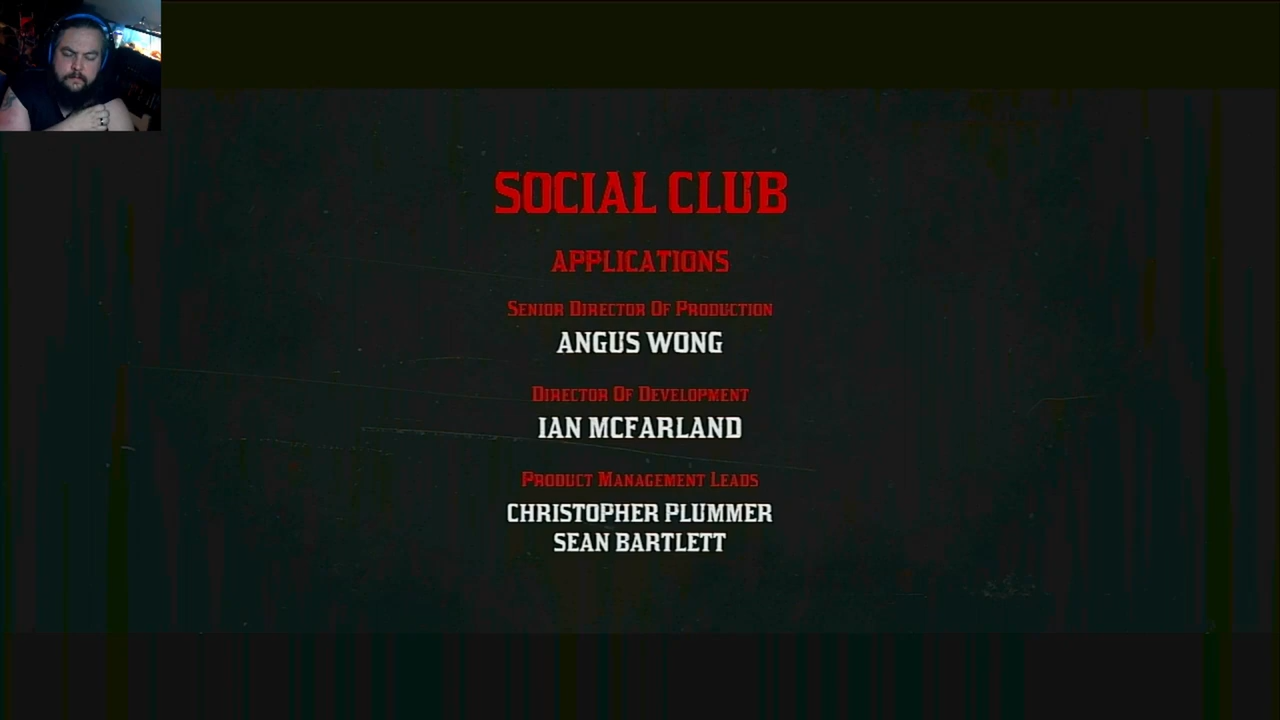 SOCIAL CLUB
APPLICATIONS
SENIOR DIRECTOR OF PRODUCTION
ANGUS WONG
DIRECTOR OF DEVELOPMENT
IAN MCFARLAND
PRODUCT MANAGEMENT LEADS
CHRISTOPHER PLUMMER
SEAN BARTLETT